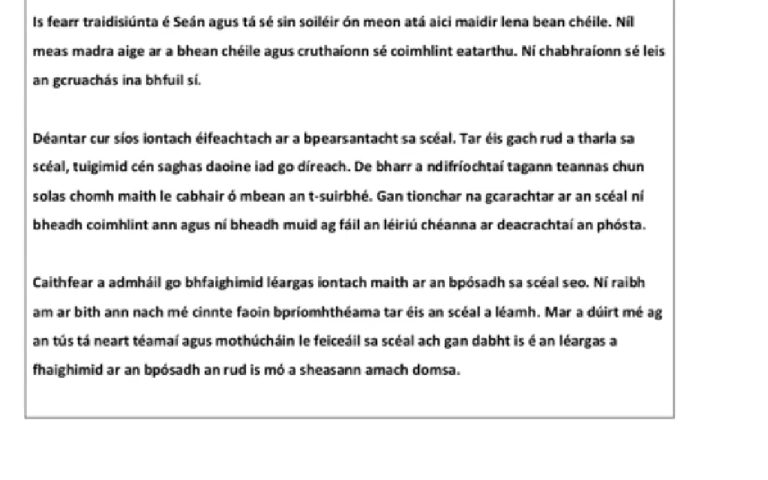 Is fearr traidisiúnta é Seán agus tá sé sin soiléir ón meon atá aici maidir lena bean chéile. Níl
meas madra aige ar a bhean chéile agus cruthaíonn sé coimhlint eatarthu. Ní chabhraíonn sé leis
an gcruachás ina bhfuil sí.
Déantar cur síos iontach éifeachtach ar a bpearsantacht sa scéal. Tar éis gach rud a tharla sa
scéal, tuigimid cén saghas daoine iad go díreach. De bharr a ndifríochtaí tagann teannas chun
solas chomh maith le cabhair ó mbean an t-suirbhé. Gan tionchar na gcarachtar ar an scéal ní
bheadh coimhlint ann agus ní bheadh muid ag fáil an léiriú chéanna ar deacrachtaí an phósta.
Caithfear a admháil go bhfaighimid léargas iontach maith ar an bpósadh sa scéal seo. Ní raibh
am ar bith ann nach mé cinnte faoin bpríomhthéama tar éis an scéal a léamh. Mar a dúirt mé ag
an tús tá neart téamaí agus mothúcháin le feiceáil sa scéal ach gan dabht is é an léargas a
fhaighimid ar an bpósadh an rud is mó a sheasann amach domsa.